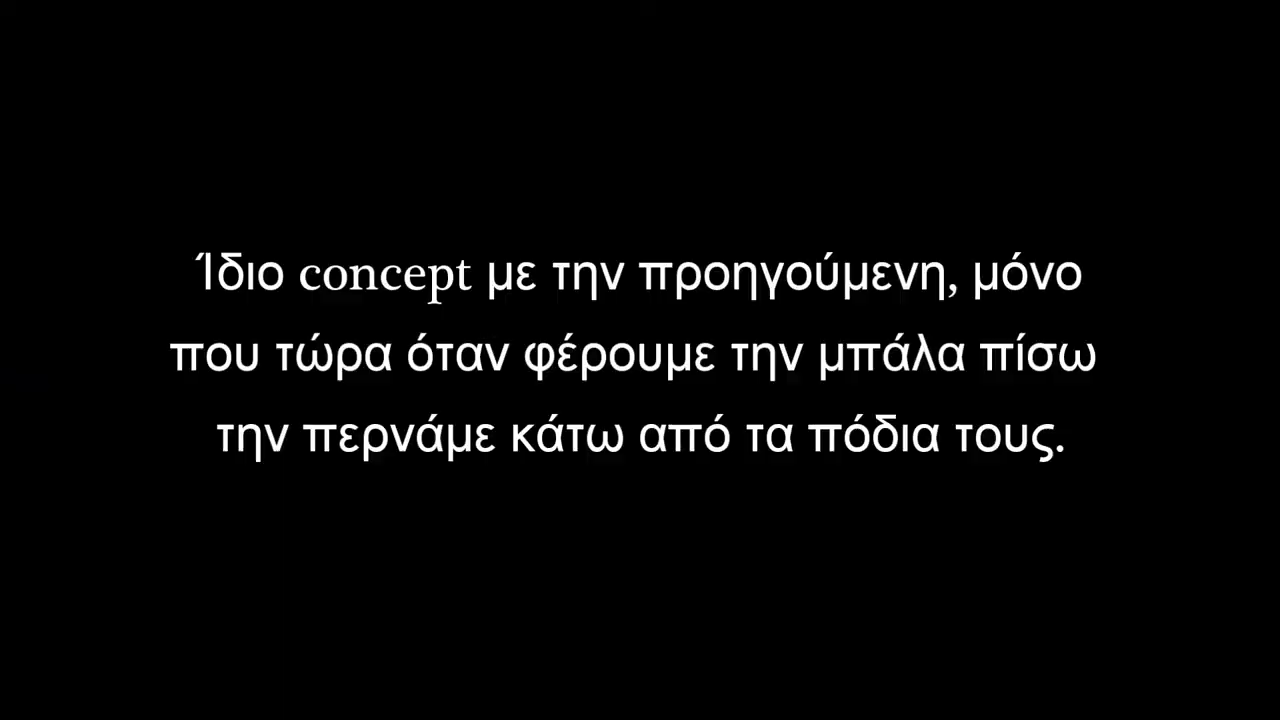 Ίδιο concept με την προηγούμενη, μόνο
που τώρα όταν φέρουμε την μπάλα πίσω
την περνάμε κάτω από τα πόδια τους.